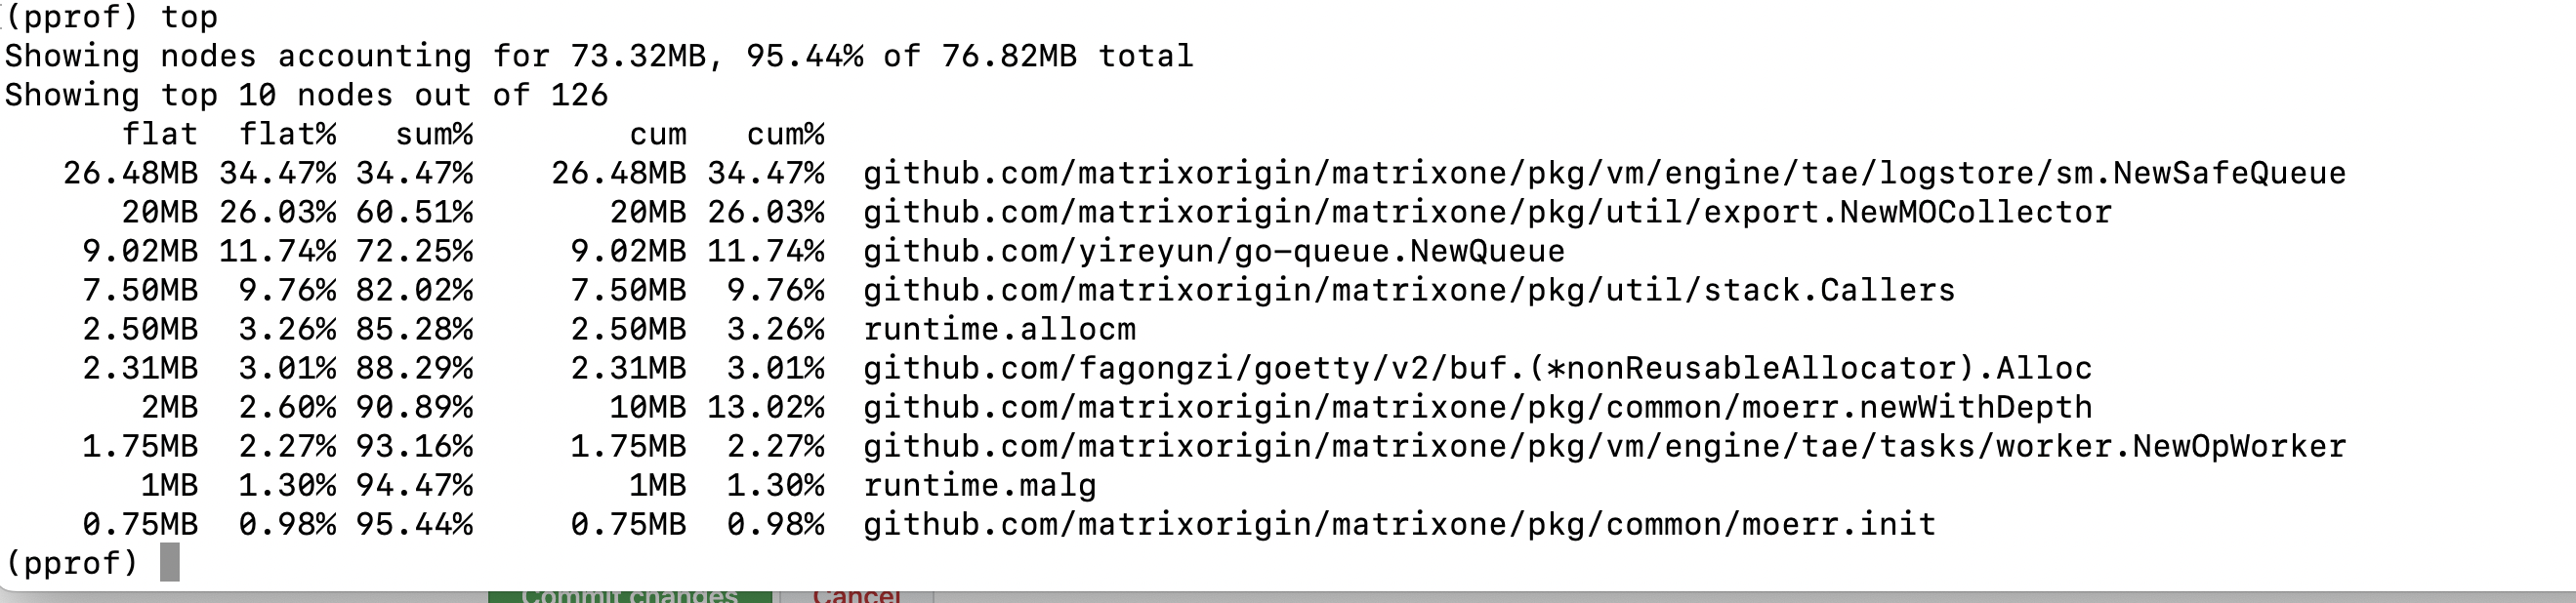 (pprof) top
Showing nodes accounting for 73.32MB, 95.44% of 76.82MB total
Showing top 10 nodes out of 126
flat flat% sum% cum cum%
26.48MB 34.47% 34.47% 26.48MB 34.47% github.com/matrixorigin/matrixone/pkg/vm/engine/tae/logstore/sm.NewSafeQueue
20MB 26.03% 60.51% 20MB 26.03% github.com/matrixorigin/matrixone/pkg/util/export.NewMOCollector
9.02MB 11.74% 72.25% 9.02MB 11.74% github.com/yireyun/go-queue.NewQueue
7.50MB 9.76% 82.02% 7.50MB 9.76% github.com/matrixorigin/matrixone/pkg/util/stack.Callers
2.50MB 3.26% 85.28% 2.50MB 3.26% runtime.allocm
2.31MB 3.01% 88.29% 2.31MB 3.01% github.com/fagongzi/goetty/v2/buf.(*nonReusableAllocator).Alloc
2MB 2.60% 90.89% 10MB 13.02% github.com/matrixorigin/matrixone/pkg/common/moerr.newWithDepth
1.75MB 2.27% 93.16% 1.75MB 2.27% github.com/matrixorigin/matrixone/pkg/vm/engine/tae/tasks/worker.NewOpWorker
1MB 1.30% 94.47% 1MB 1.30% runtime.malg
0.75MB 0.98% 95.44% 0.75MB 0.98% github.com/matrixorigin/matrixone/pkg/common/moerr.init
(pprof)
Commit changes Cancel